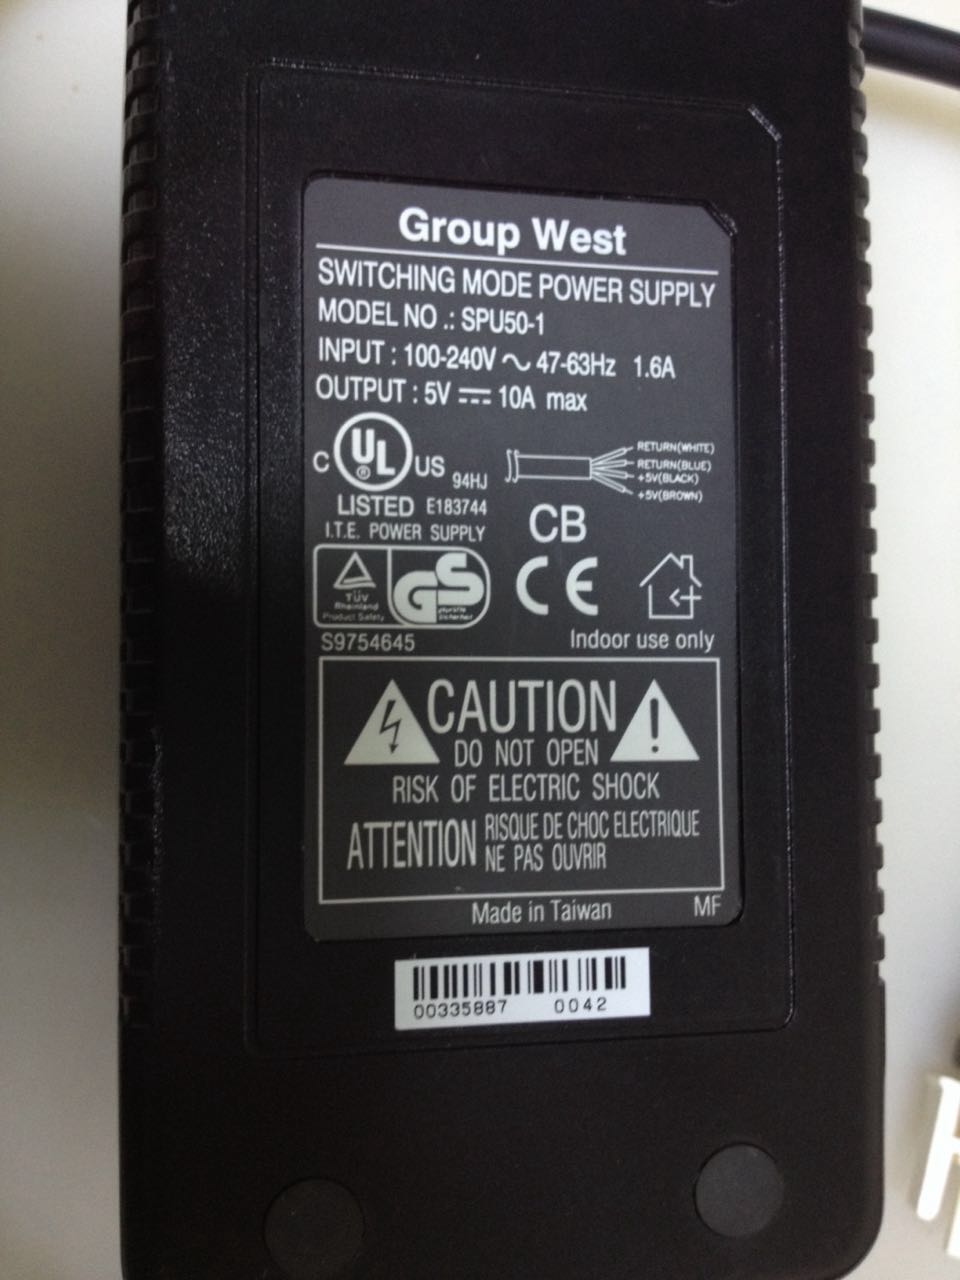 Group West
SWITCHING MODE POWER SUPPLY
MODEL NO .: SPU50-1
INPUT : 100-240V ∿ 47-63Hz 1.6A
OUTPUT : 5V ⎓ 10A max
C UL ® US 94HJ
LISTED E183744
I.T.E. POWER SUPPLY
RETURN(WHITE)
RETURN(BLUE)
+5V(BLACK)
+5V(BROWN)
CB
TÜV
Rheinland
Product Safety
GS
geprüfte
Sicherheit
CE
S9754645
Indoor use only
CAUTION
DO NOT OPEN
RISK OF ELECTRIC SHOCK
ATTENTION RISQUE DE CHOC ELECTRIQUE
NE PAS OUVRIR
Made in Taiwan MF
00335887 0042